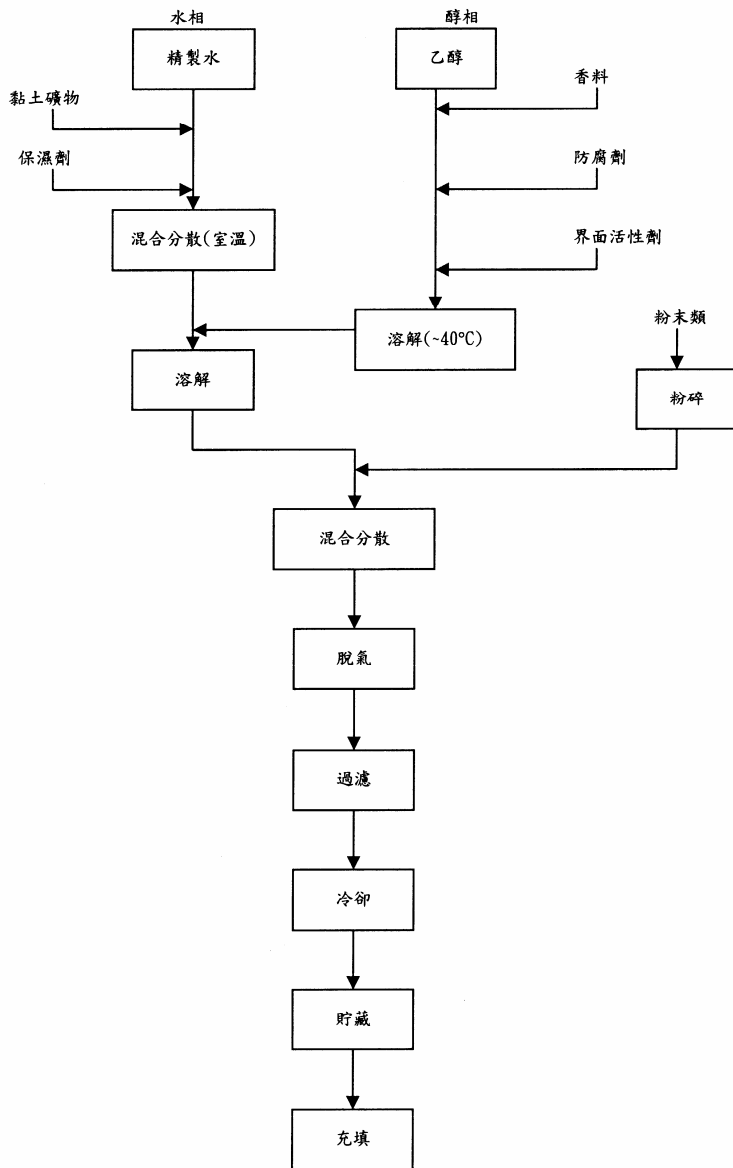 水相
醇相
精製水
乙醇
香料
黏土礦物
保濕劑
防腐劑
混合分散(室溫)
界面活性劑
溶解(~40°C)
粉末類
溶解
粉碎
混合分散
脫氣
過濾
冷卻
貯藏
充填